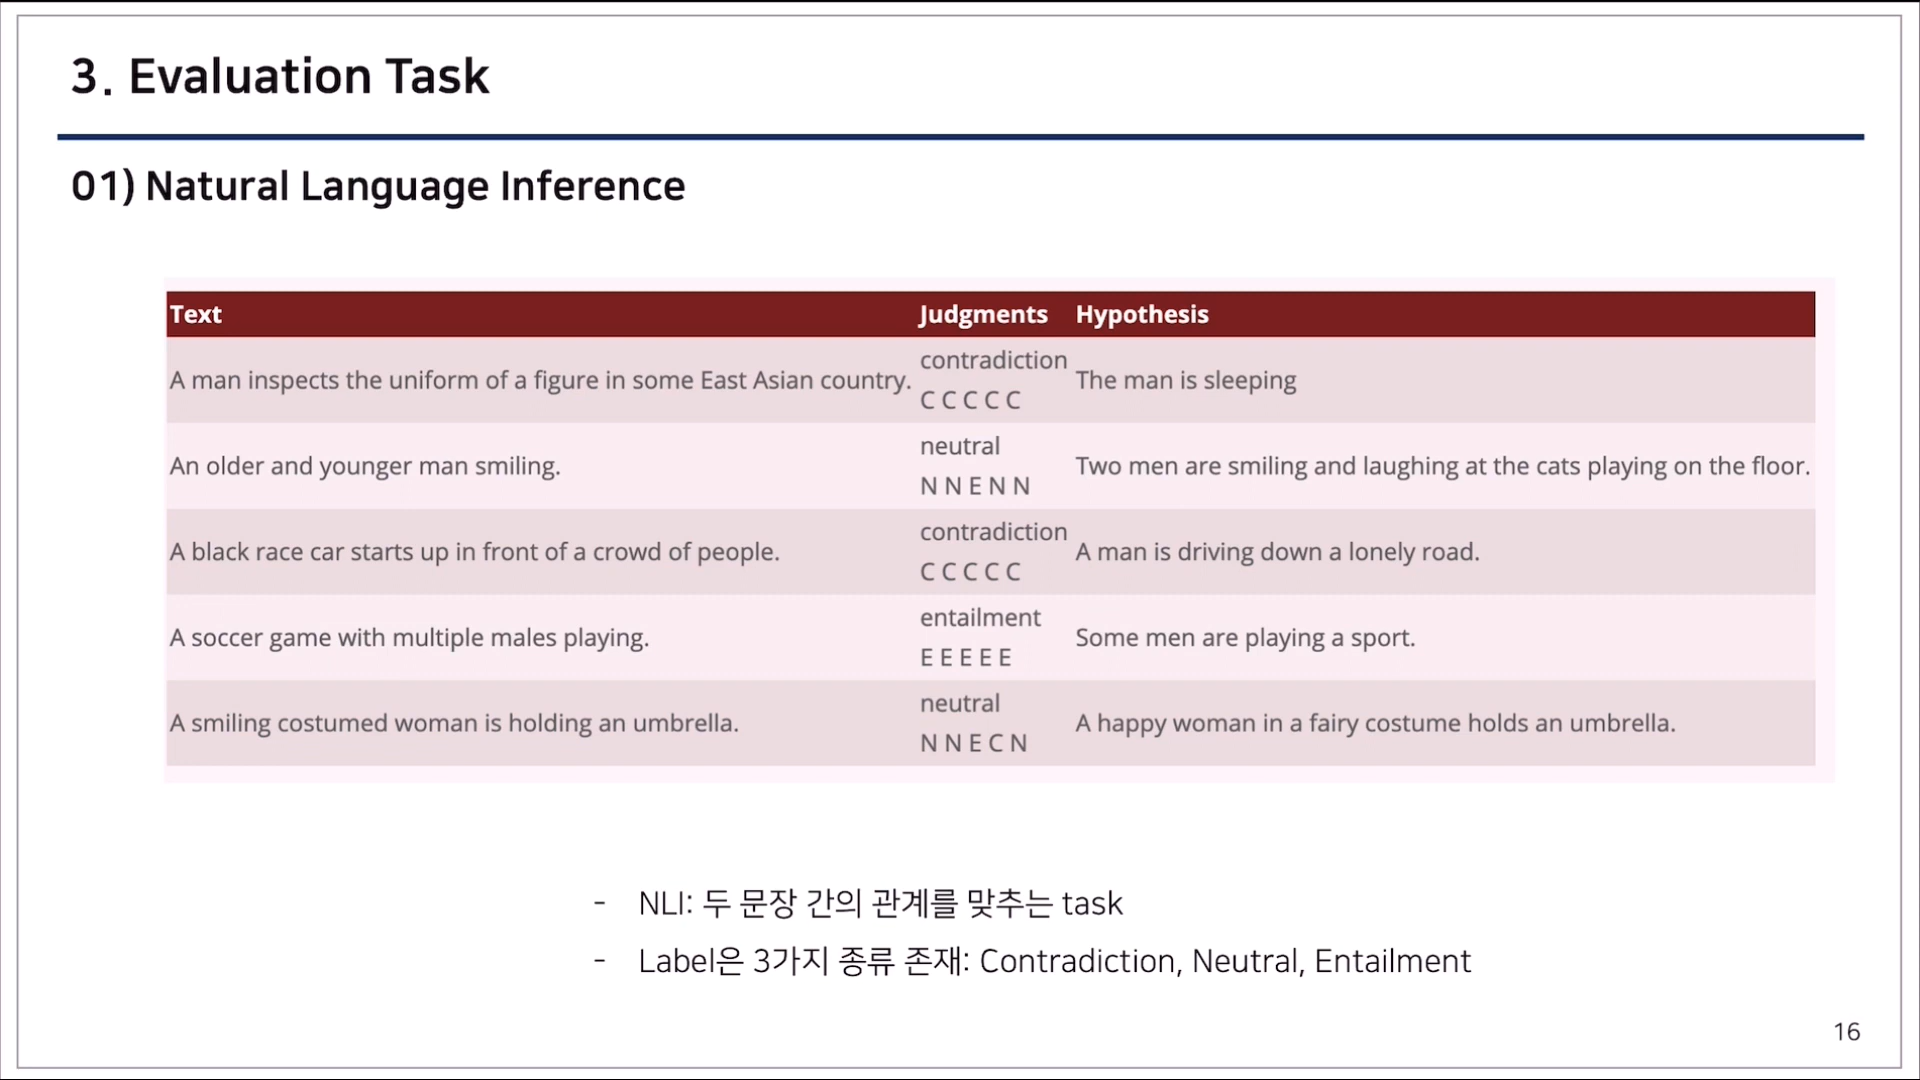 3. Evaluation Task
01) Natural Language Inference
Text Judgments Hypothesis
A man inspects the uniform of a figure in some East Asian country. contradiction C C C C C The man is sleeping
An older and younger man smiling. neutral N N E N N Two men are smiling and laughing at the cats playing on the floor.
A black race car starts up in front of a crowd of people. contradiction C C C C C A man is driving down a lonely road.
A soccer game with multiple males playing. entailment E E E E E Some men are playing a sport.
A smiling costumed woman is holding an umbrella. neutral N N E C N A happy woman in a fairy costume holds an umbrella.
- NLI: 두 문장 간의 관계를 맞추는 task
- Label은 3가지 종류 존재: Contradiction, Neutral, Entailment
16